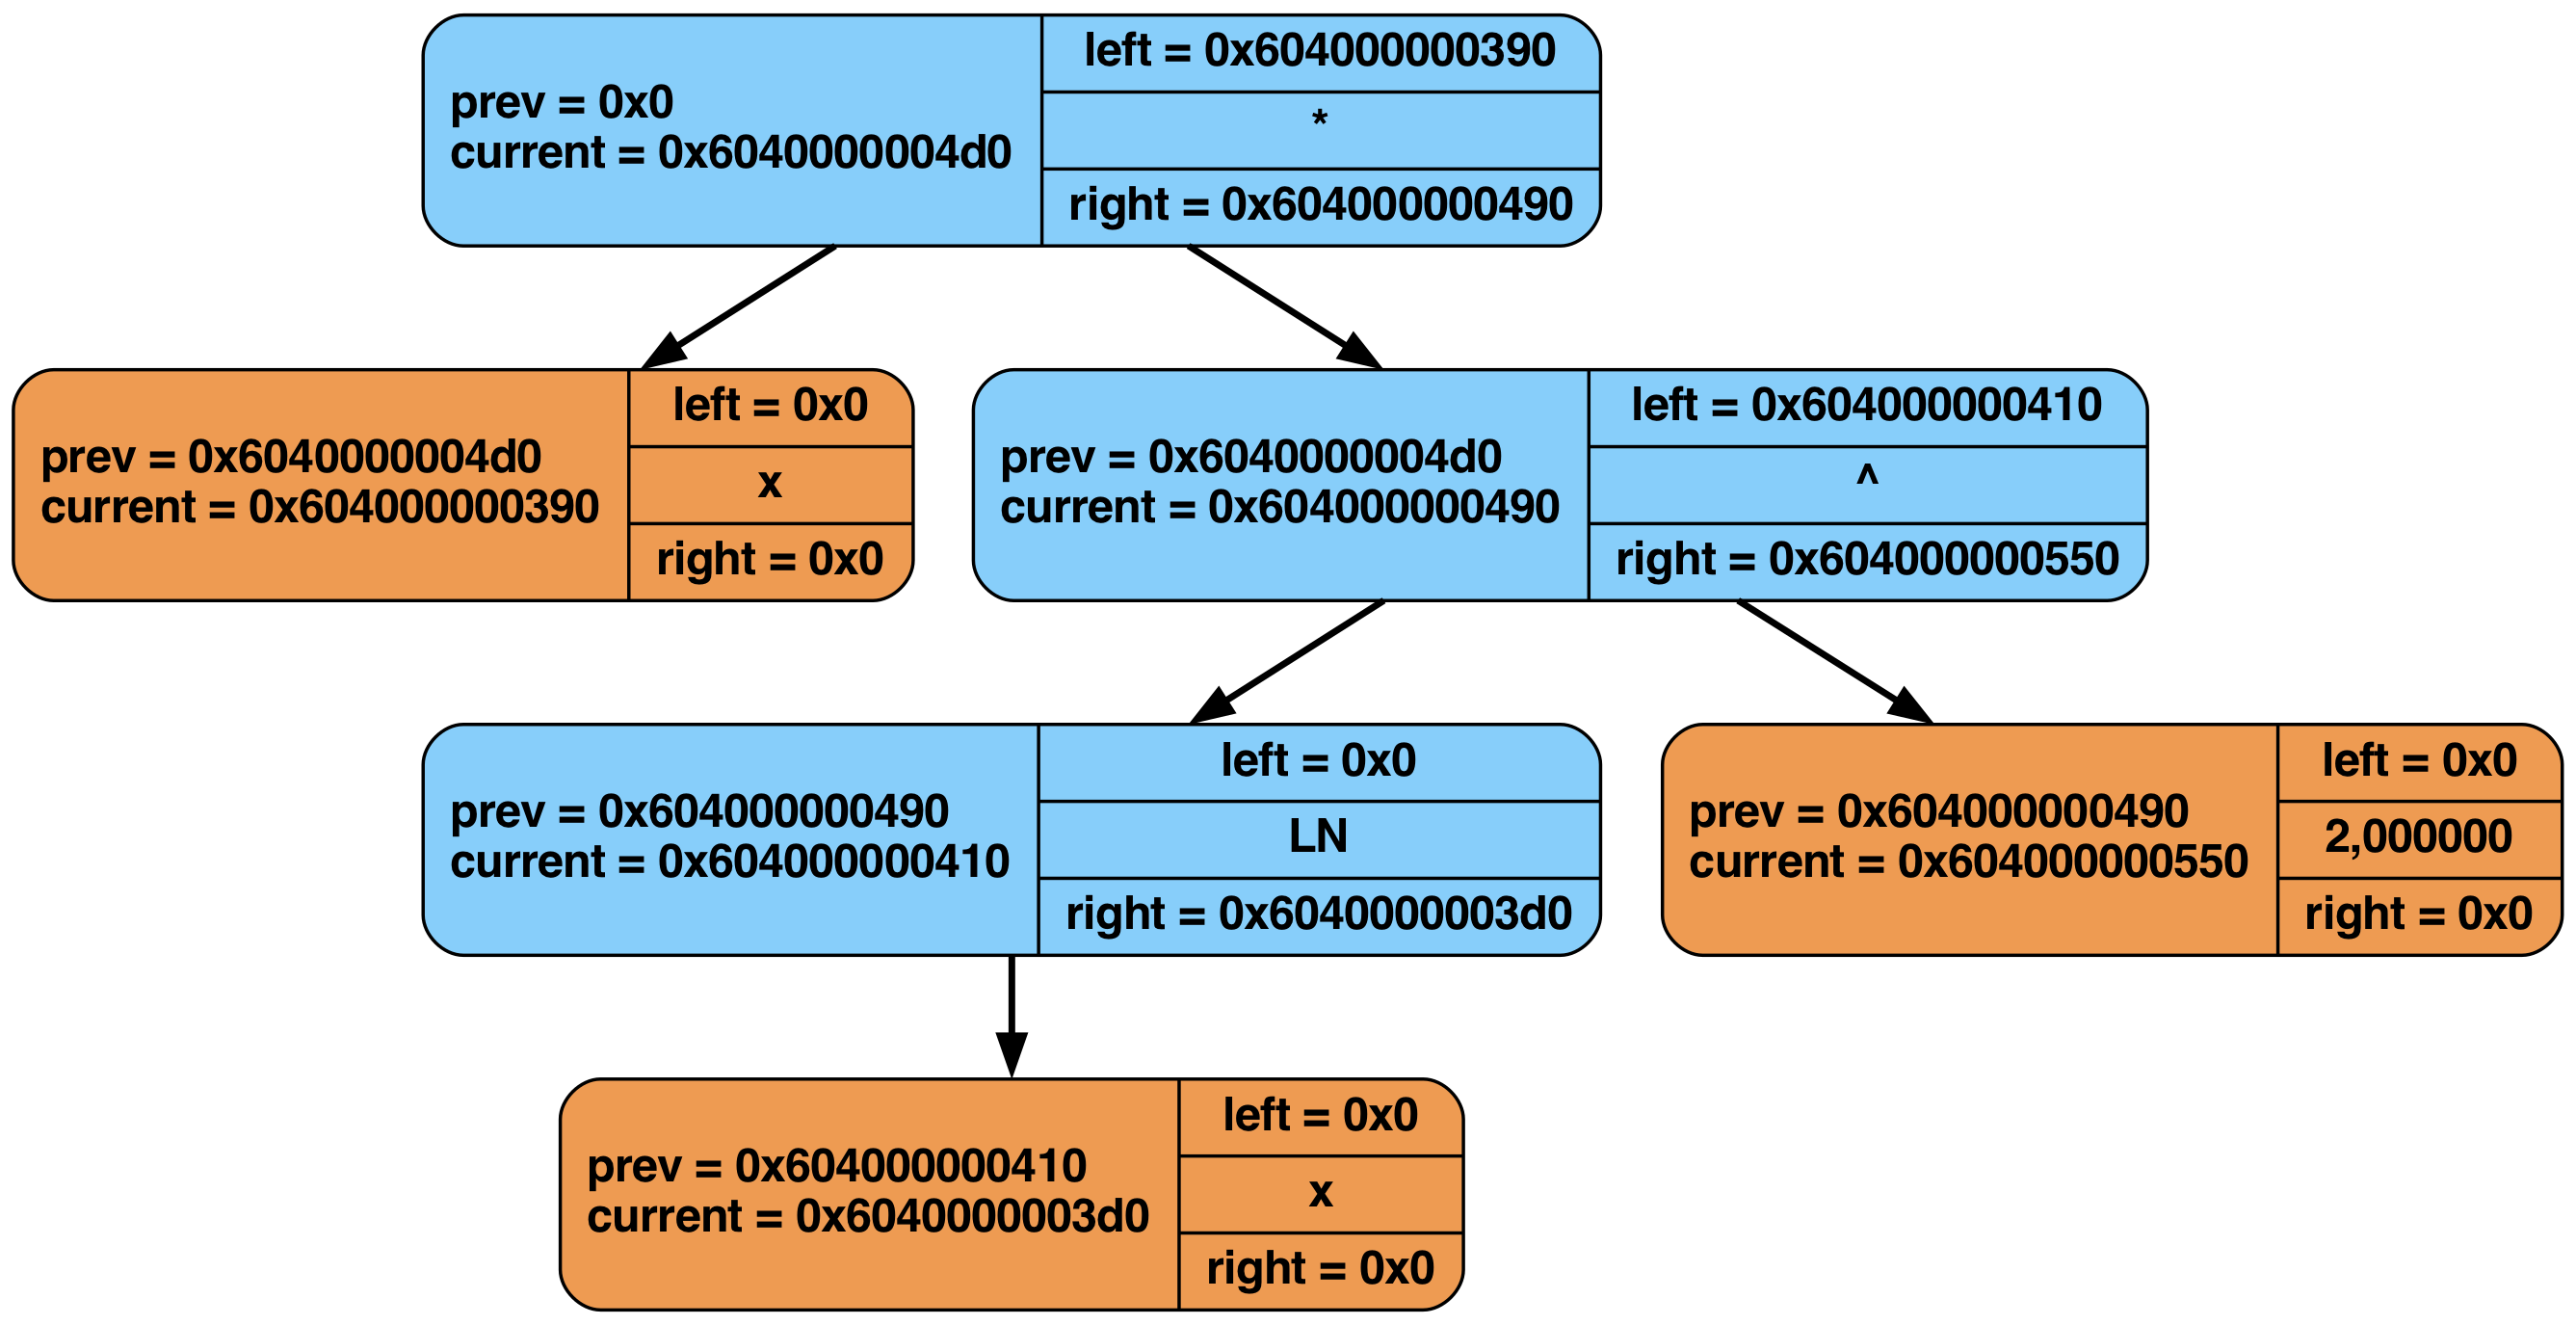 prev = 0x0
current = 0x6040000004d0
left = 0x604000000390
*
right = 0x604000000490
prev = 0x6040000004d0
current = 0x604000000390
left = 0x0
x
right = 0x0
prev = 0x6040000004d0
current = 0x604000000490
left = 0x604000000410
^
right = 0x604000000550
prev = 0x604000000490
current = 0x604000000410
left = 0x0
LN
right = 0x6040000003d0
prev = 0x604000000490
current = 0x604000000550
left = 0x0
2,000000
right = 0x0
prev = 0x604000000410
current = 0x6040000003d0
left = 0x0
x
right = 0x0